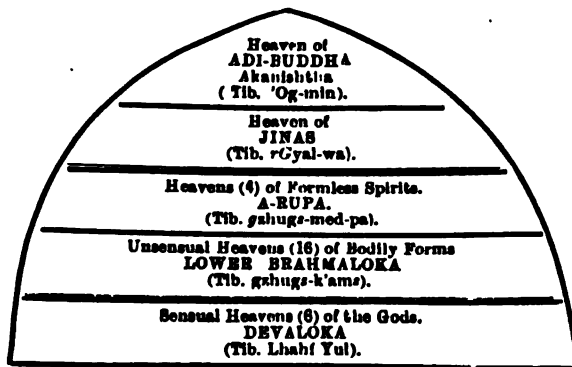 Heaven of
ADI-BUDDHA
Akanishtha
( Tib. 'Og-min).
Heaven of
JINAS
(Tib. rGyal-wa).
Heavens (4) of Formless Spirits.
A-RUPA.
(Tib. gzhugs-med-pa).
Unsensual Heavens (16) of Bodily Forms
LOWER BRAHMALOKA
(Tib. gzhugs-k'ams).
Sensual Heavens (6) of the Gods.
DEVALOKA
(Tib. Lhahí Yul).